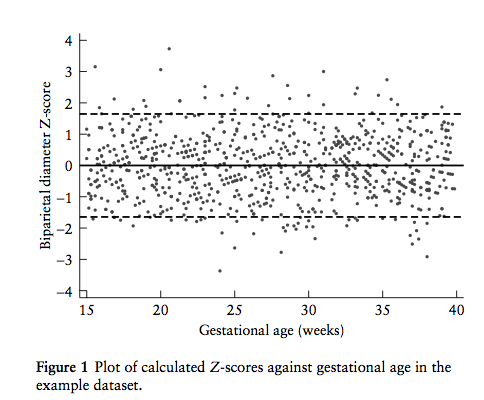 4
3
2
1
0
−1
−2
−3
−4
Biparietal diameter Z-score
15 20 25 30 35 40
Gestational age (weeks)
Figure 1 Plot of calculated Z-scores against gestational age in the
example dataset.